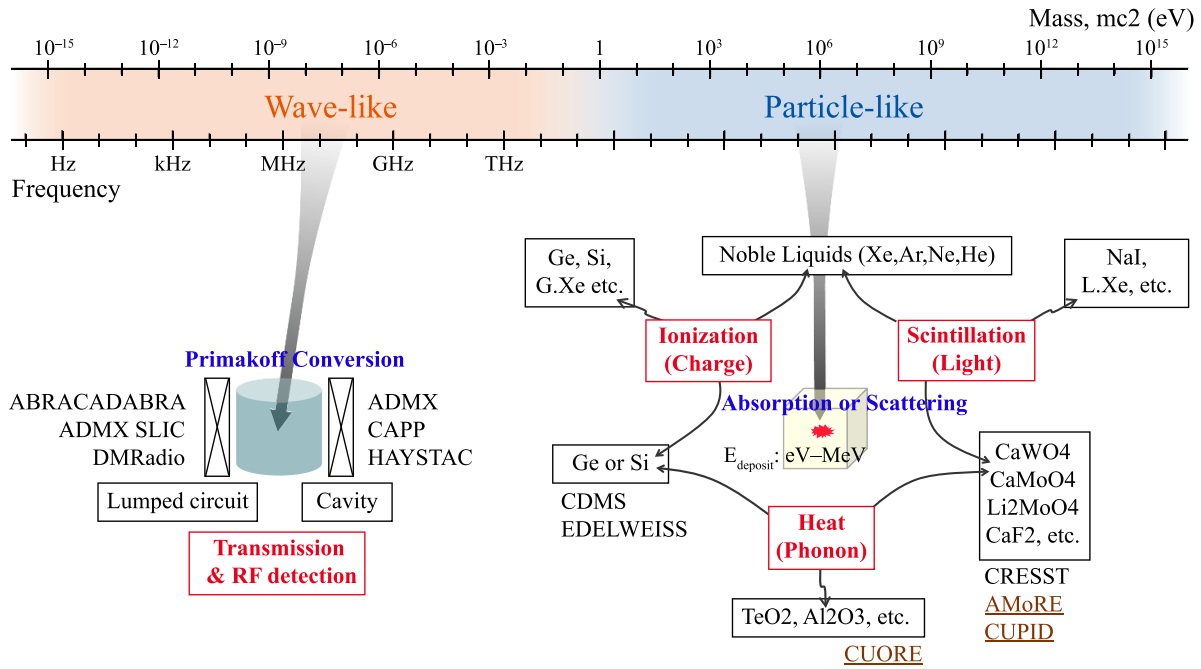 Mass, mc2 (eV)
10⁻¹⁵ 10⁻¹² 10⁻⁹ 10⁻⁶ 10⁻³ 1 10³ 10⁶ 10⁹ 10¹² 10¹⁵
Wave-like Particle-like
Hz kHz MHz GHz THz
Frequency
Ge, Si,
G.Xe etc.
Noble Liquids (Xe,Ar,Ne,He)
NaI,
L.Xe, etc.
Ionization
(Charge)
Scintillation
(Light)
Primakoff Conversion
ABRACADABRA
ADMX SLIC
DMRadio
ADMX
CAPP
HAYSTAC
Lumped circuit
Cavity
Transmission
& RF detection
Absorption or Scattering
E deposit : eV–MeV
Ge or Si
CDMS
EDELWEISS
CaWO4
CaMoO4
Li2MoO4
CaF2, etc.
CRESST
AMoRE
CUPID
Heat
(Phonon)
TeO2, Al2O3, etc.
CUORE